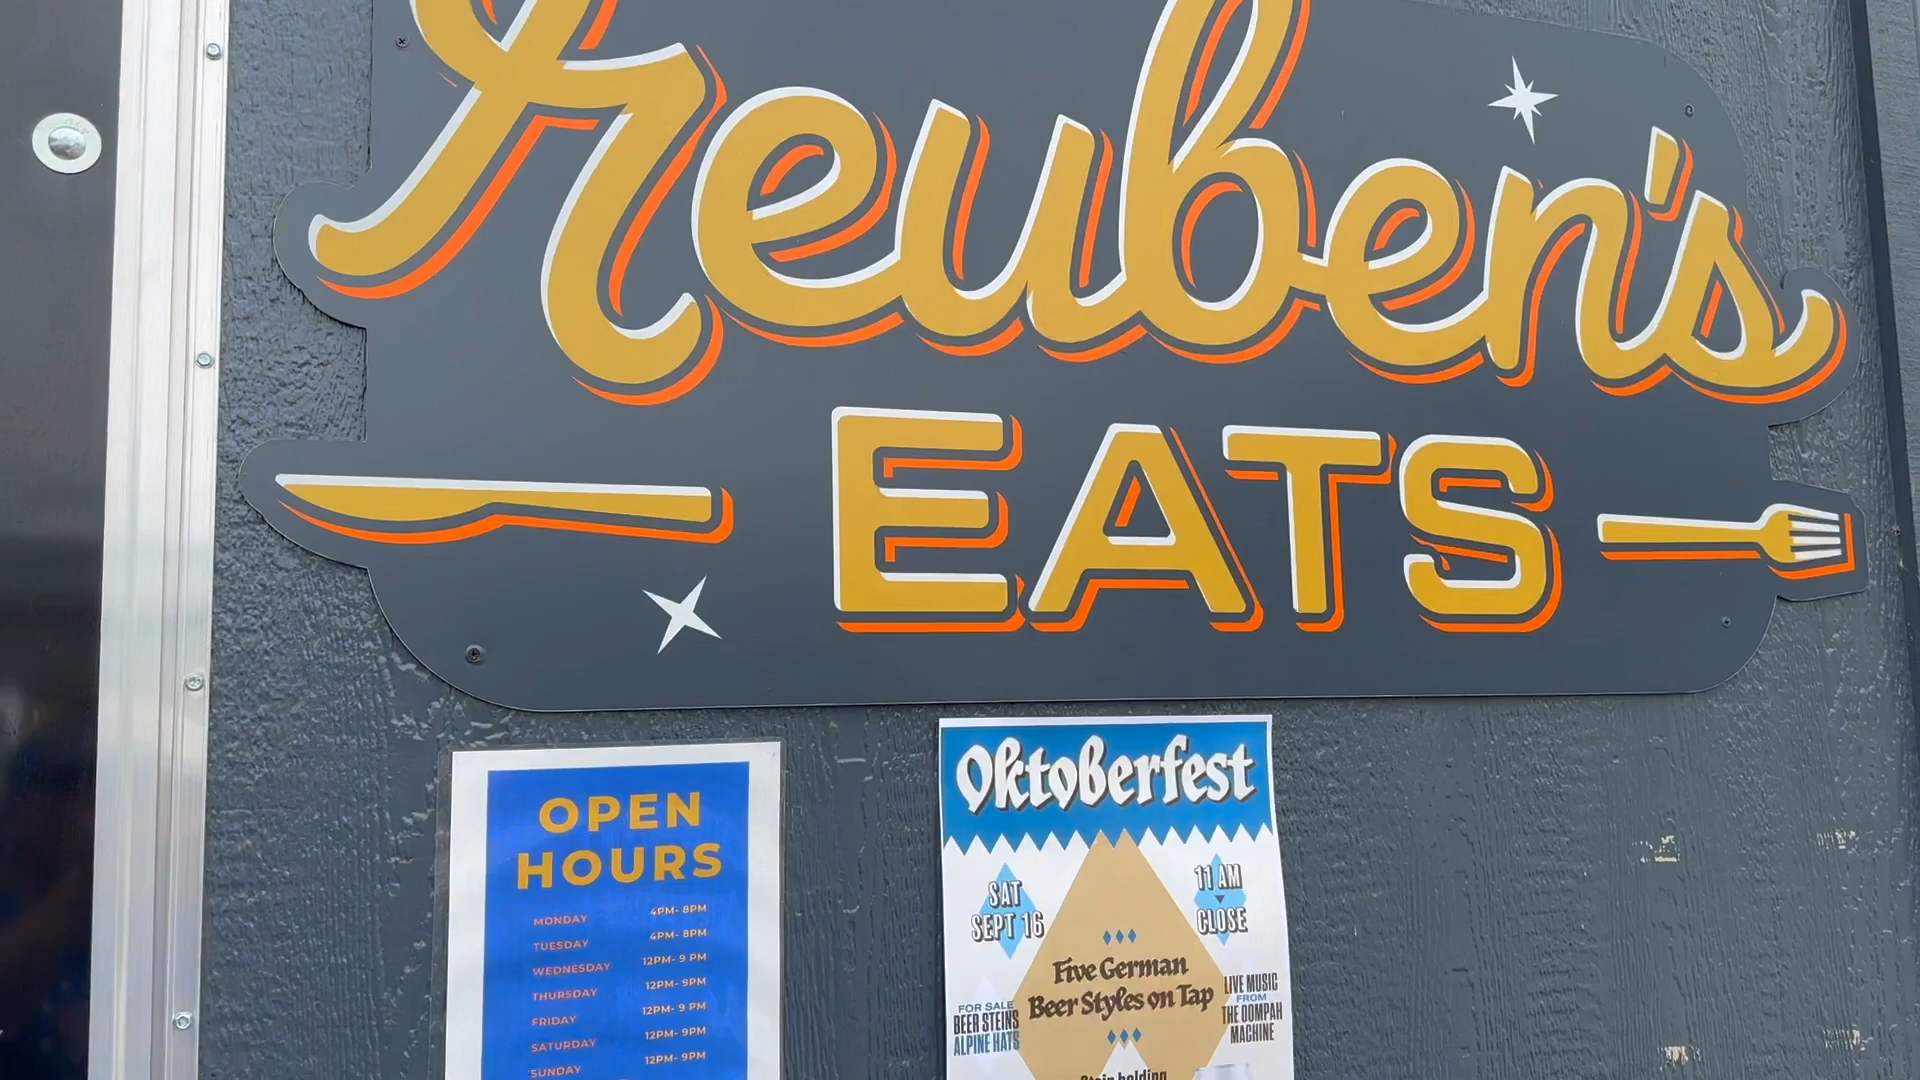 reuben's
EATS
OPEN
HOURS
MONDAY 4PM- 8PM
TUESDAY 4PM- 8PM
WEDNESDAY 12PM- 9 PM
THURSDAY 12PM- 9PM
FRIDAY 12PM- 9 PM
SATURDAY 12PM- 9PM
SUNDAY 12PM- 9PM
Oktoberfest
SAT
SEPT 16
11 AM
CLOSE
Five German
Beer Styles on Tap
FOR SALE
BEER STEINS
ALPINE HATS
LIVE MUSIC
FROM
THE OOMPAH
MACHINE
Stein holding